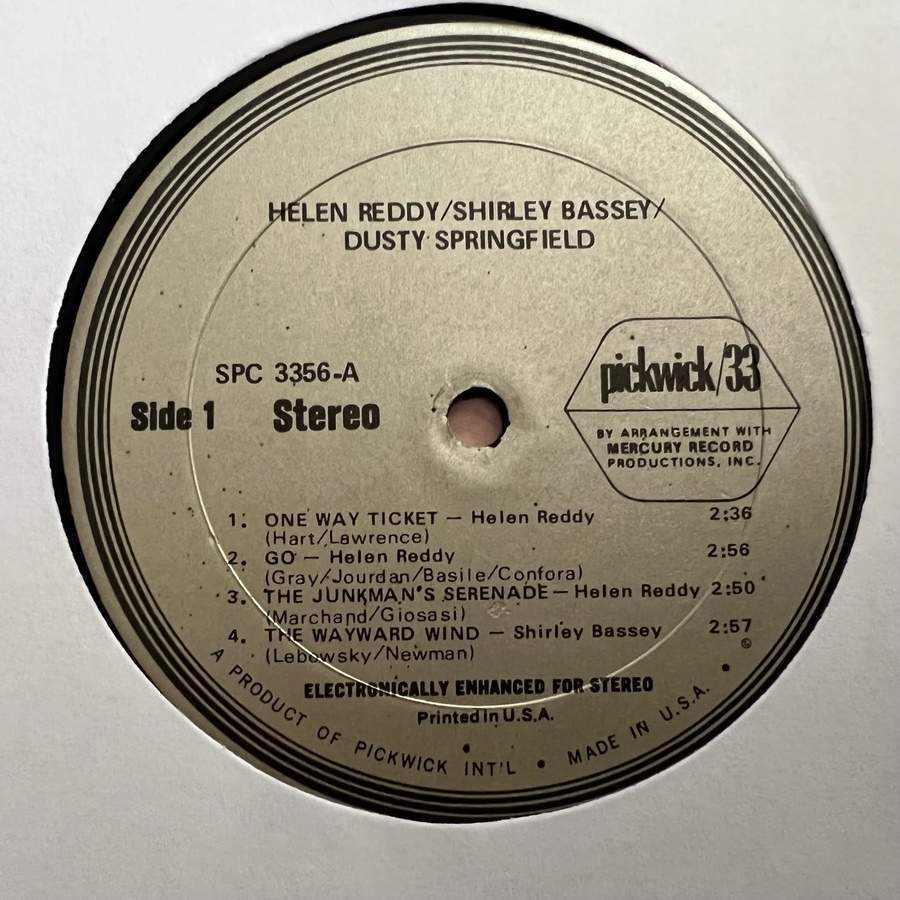 HELEN REDDY/SHIRLEY BASSEY/
DUSTY SPRINGFIELD
SPC 3356-A
Side 1 Stereo
pickwick/33
BY ARRANGEMENT WITH
MERCURY RECORD
PRODUCTIONS, INC.
1. ONE WAY TICKET — Helen Reddy 2:36
(Hart/Lawrence)
2. GO — Helen Reddy 2:56
(Gray/Jourdan/Basile/Confora)
3. THE JUNKMAN'S SERENADE — Helen Reddy 2:50
(Marchand/Giosasi)
4. THE WAYWARD WIND — Shirley Bassey 2:57
(Lebowsky/Newman)
ELECTRONICALLY ENHANCED FOR STEREO
Printed in U.S.A.
A PRODUCT OF PICKWICK INT'L • MADE IN U.S.A. •